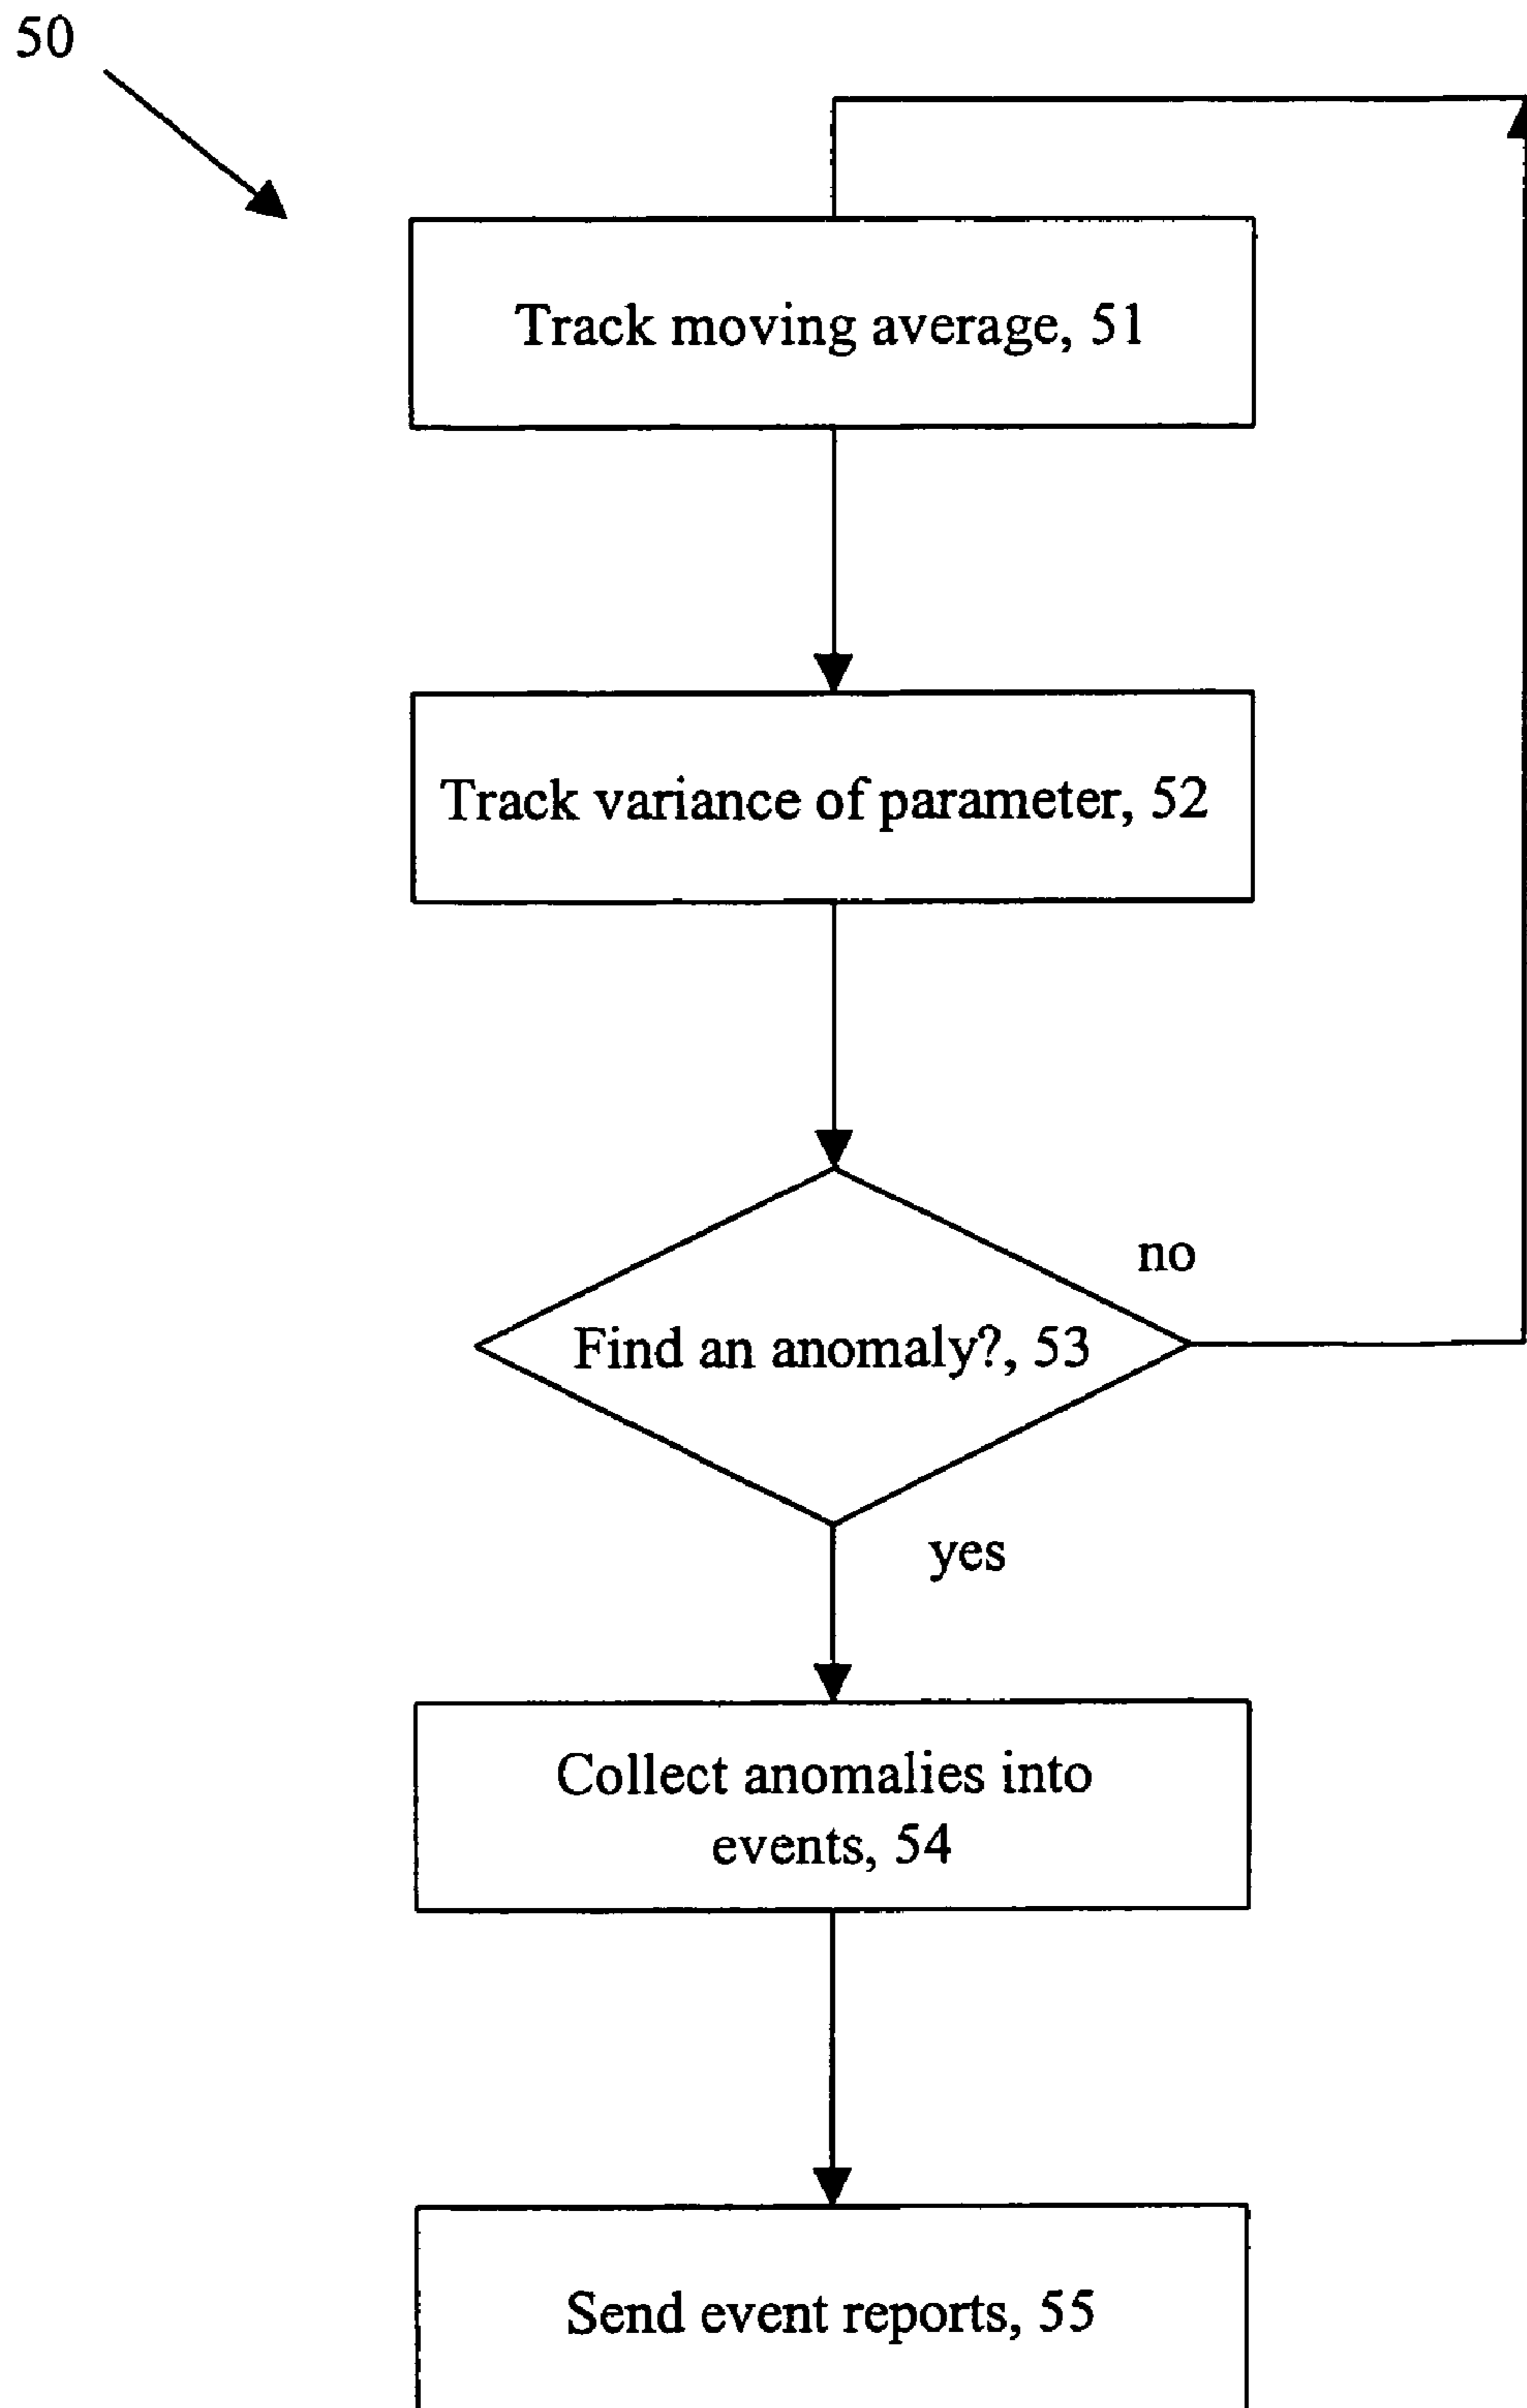 50
Track moving average, 51
Track variance of parameter, 52
no
Find an anomaly?, 53
yes
Collect anomalies into
events, 54
Send event reports, 55